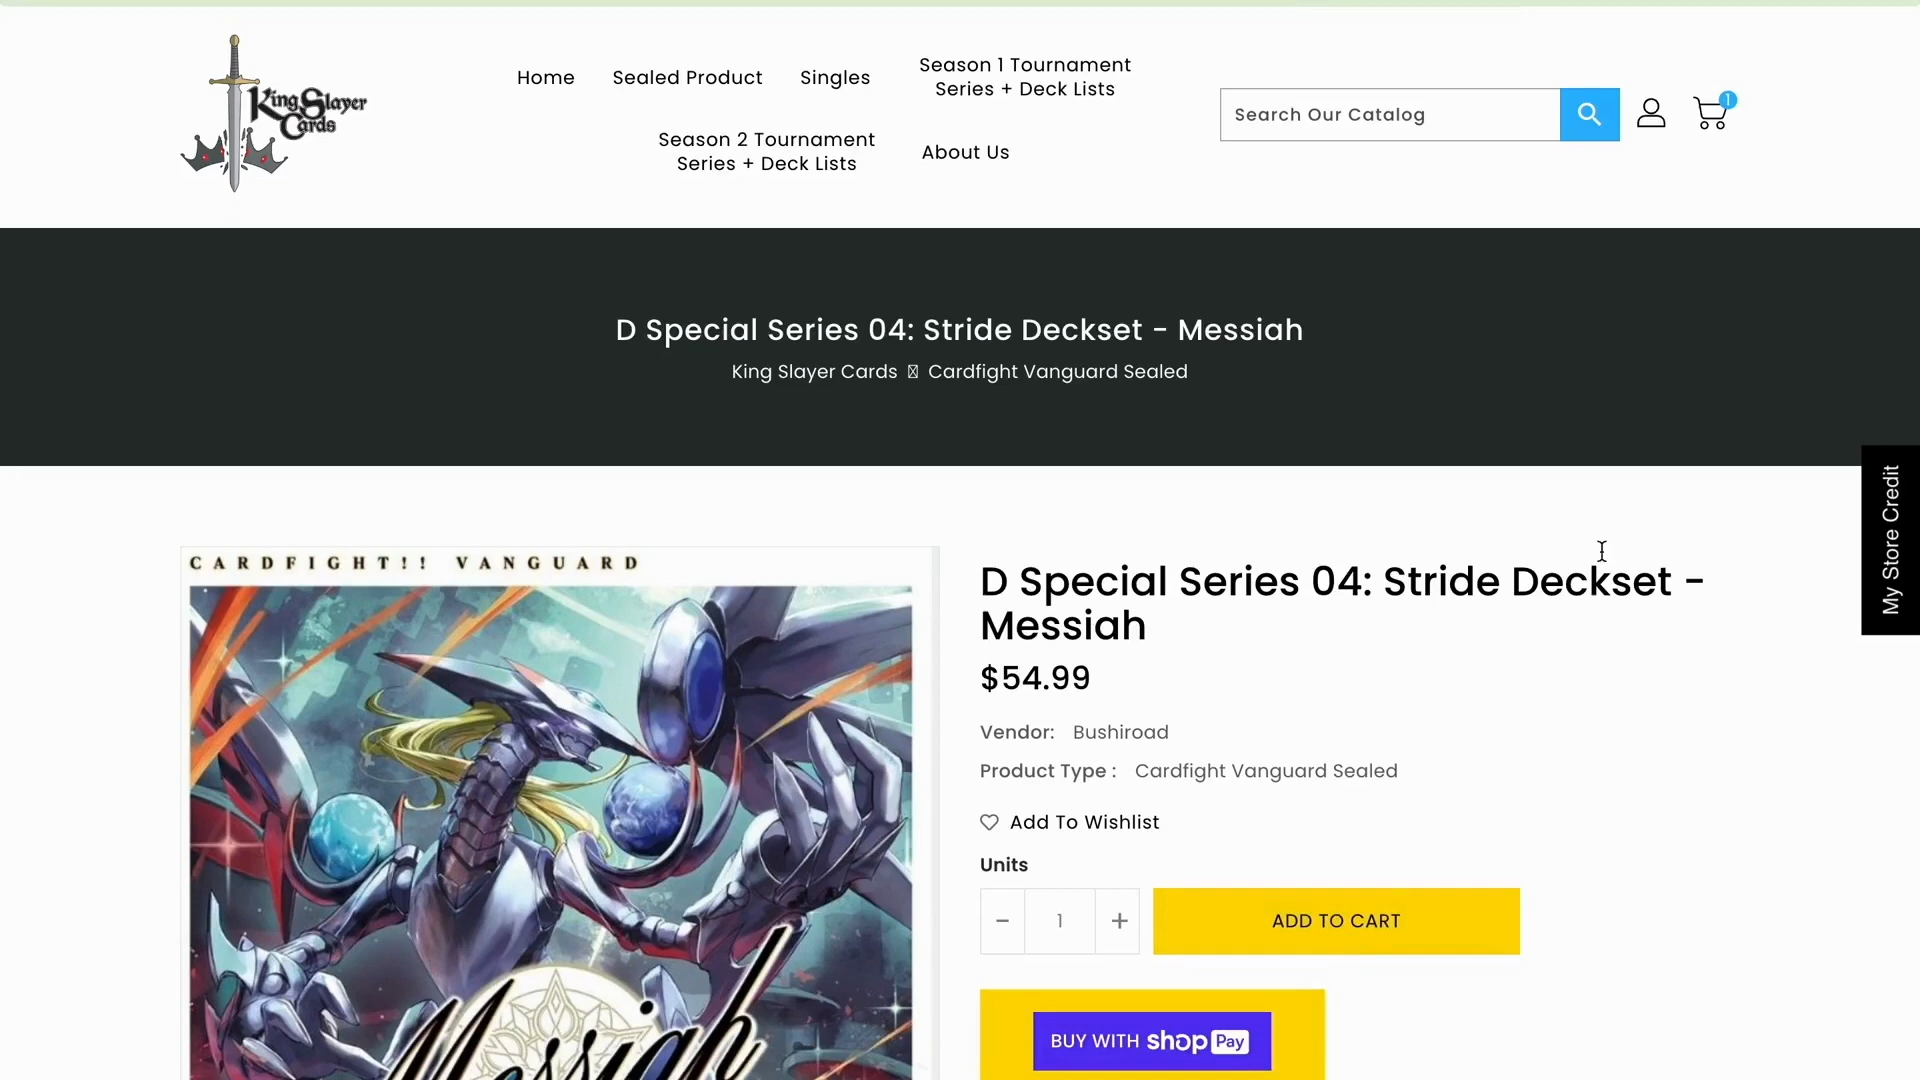 King Slayer
Cards
Home
Sealed Product
Singles
Season 1 Tournament
Series + Deck Lists
Season 2 Tournament
Series + Deck Lists
About Us
Search Our Catalog
1
D Special Series 04: Stride Deckset - Messiah
King Slayer Cards
Cardfight Vanguard Sealed
My Store Credit
CARDFIGHT!! VANGUARD
Messiah
D Special Series 04: Stride Deckset -
Messiah
$54.99
Vendor: Bushiroad
Product Type : Cardfight Vanguard Sealed
Add To Wishlist
Units
− 1 +
ADD TO CART
BUY WITH shop Pay